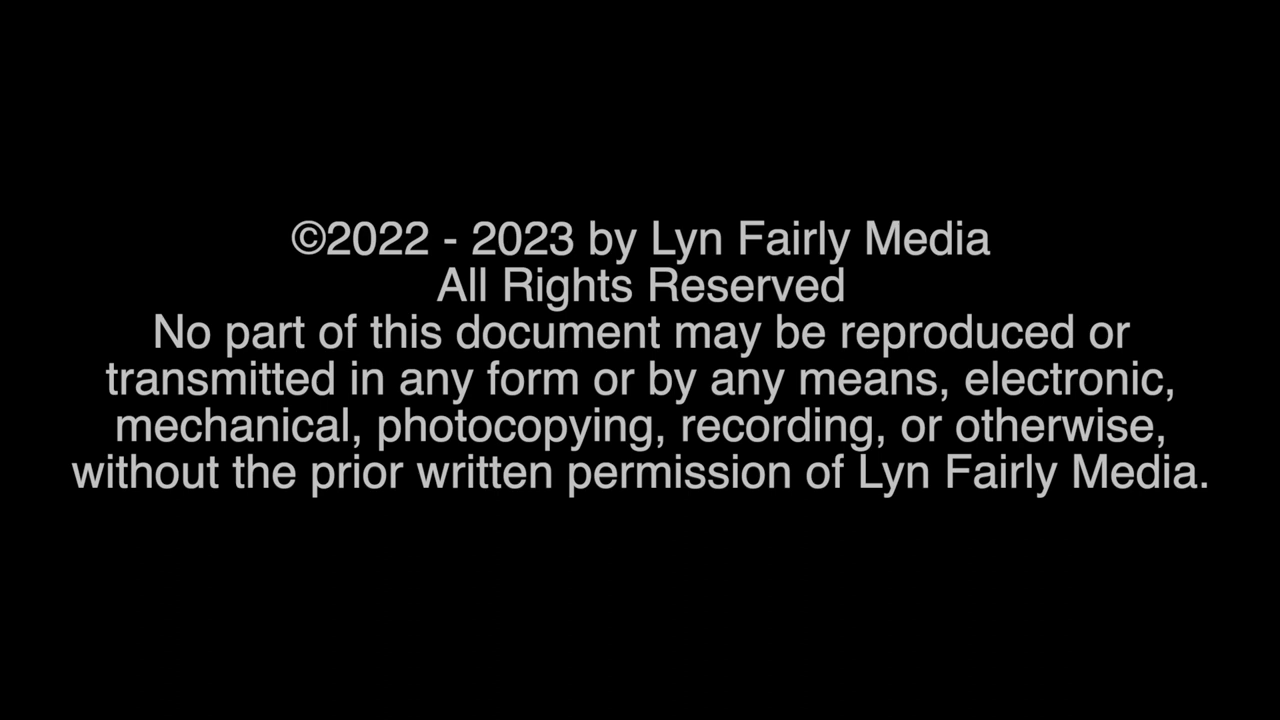 ©2022 - 2023 by Lyn Fairly Media
All Rights Reserved
No part of this document may be reproduced or
transmitted in any form or by any means, electronic,
mechanical, photocopying, recording, or otherwise,
without the prior written permission of Lyn Fairly Media.